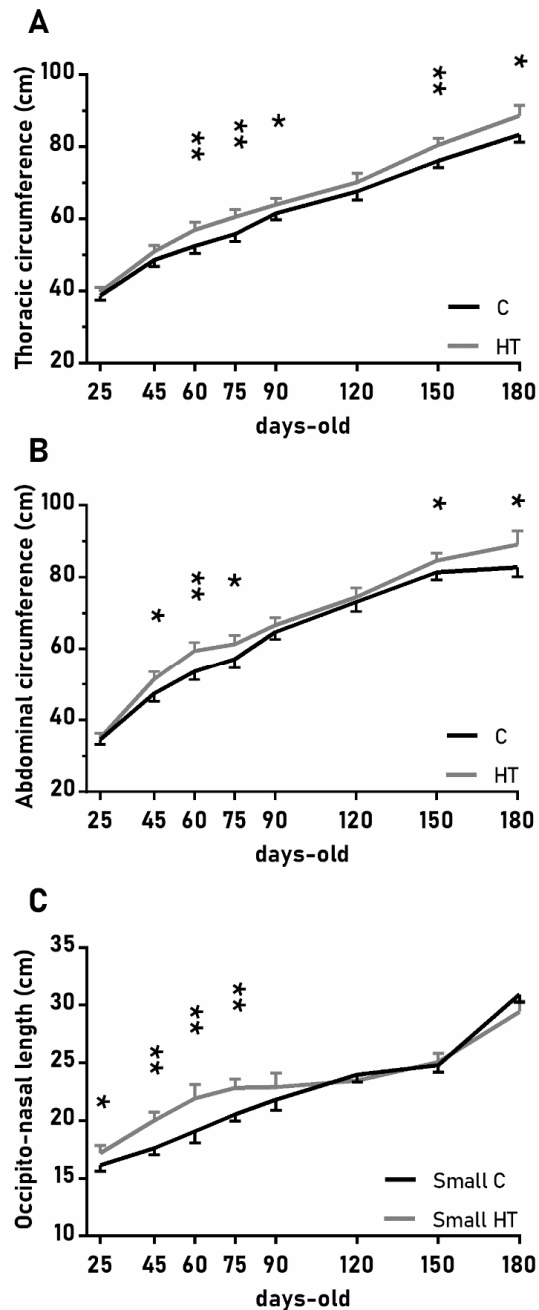 A
Thoracic circumference (cm)
100
80
60
40
20
* * * * * * * *
C
HT
25 45 60 75 90 120 150 180
days-old
B
Abdominal circumference (cm)
100
80
60
40
20
* * * * * *
C
HT
25 45 60 75 90 120 150 180
days-old
C
Occipito-nasal length (cm)
35
30
25
20
15
10
* * * * * * *
Small C
Small HT
25 45 60 75 90 120 150 180
days-old